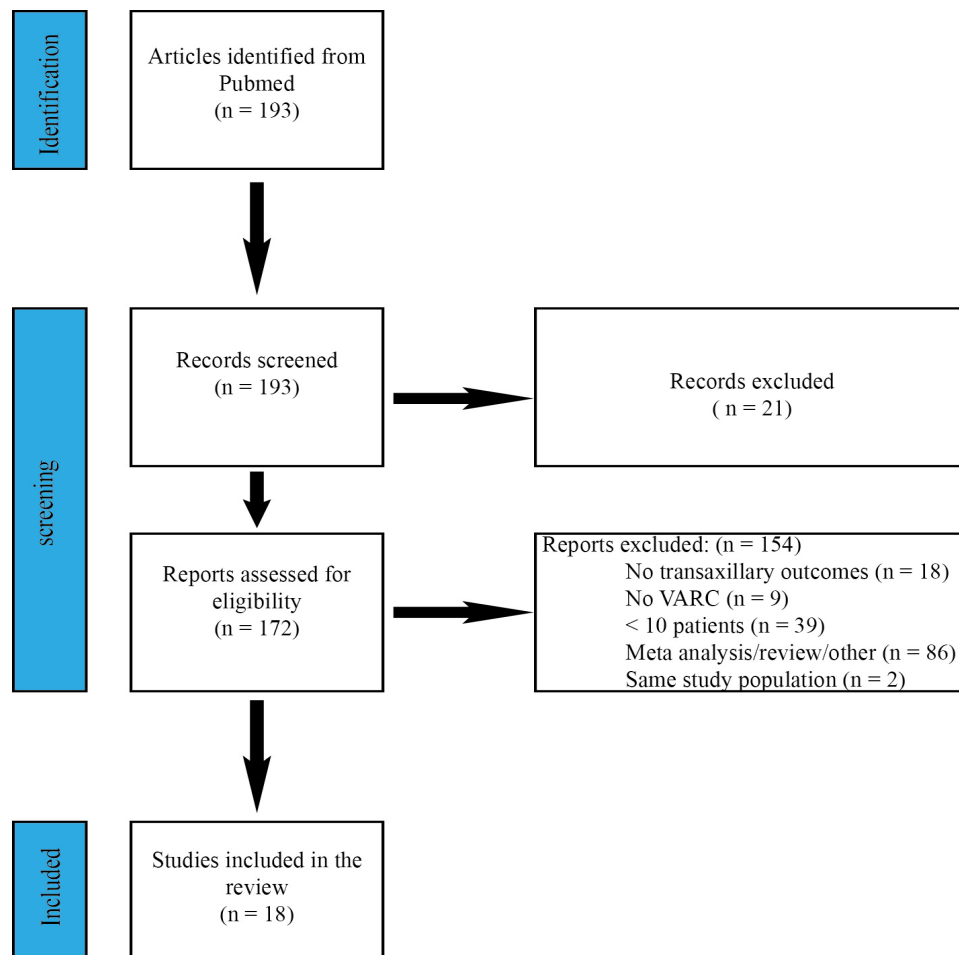 Identification
Articles identified from
Pubmed
(n = 193)
screening
Records screened
(n = 193)
Records excluded
( n = 21)
Reports assessed for
eligibility
(n = 172)
Reports excluded: (n = 154)
No transaxillary outcomes (n = 18)
No VARC (n = 9)
< 10 patients (n = 39)
Meta analysis/review/other (n = 86)
Same study population (n = 2)
Included
Studies included in the
review
(n = 18)